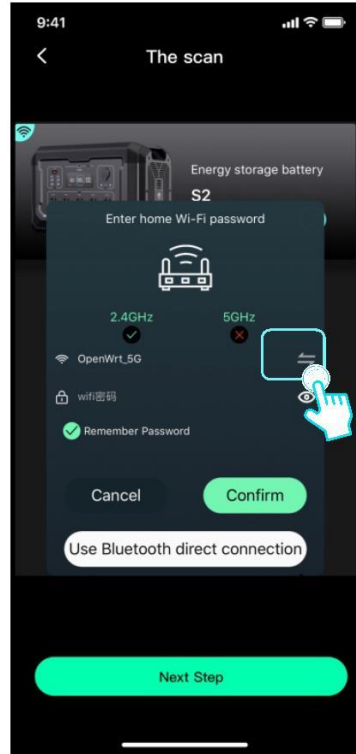 9:41
The scan
Energy storage battery
S2
Enter home Wi-Fi password
2.4GHz 5GHz
OpenWrt_5G
wifi密码
Remember Password
Cancel Confirm
Use Bluetooth direct connection
Next Step